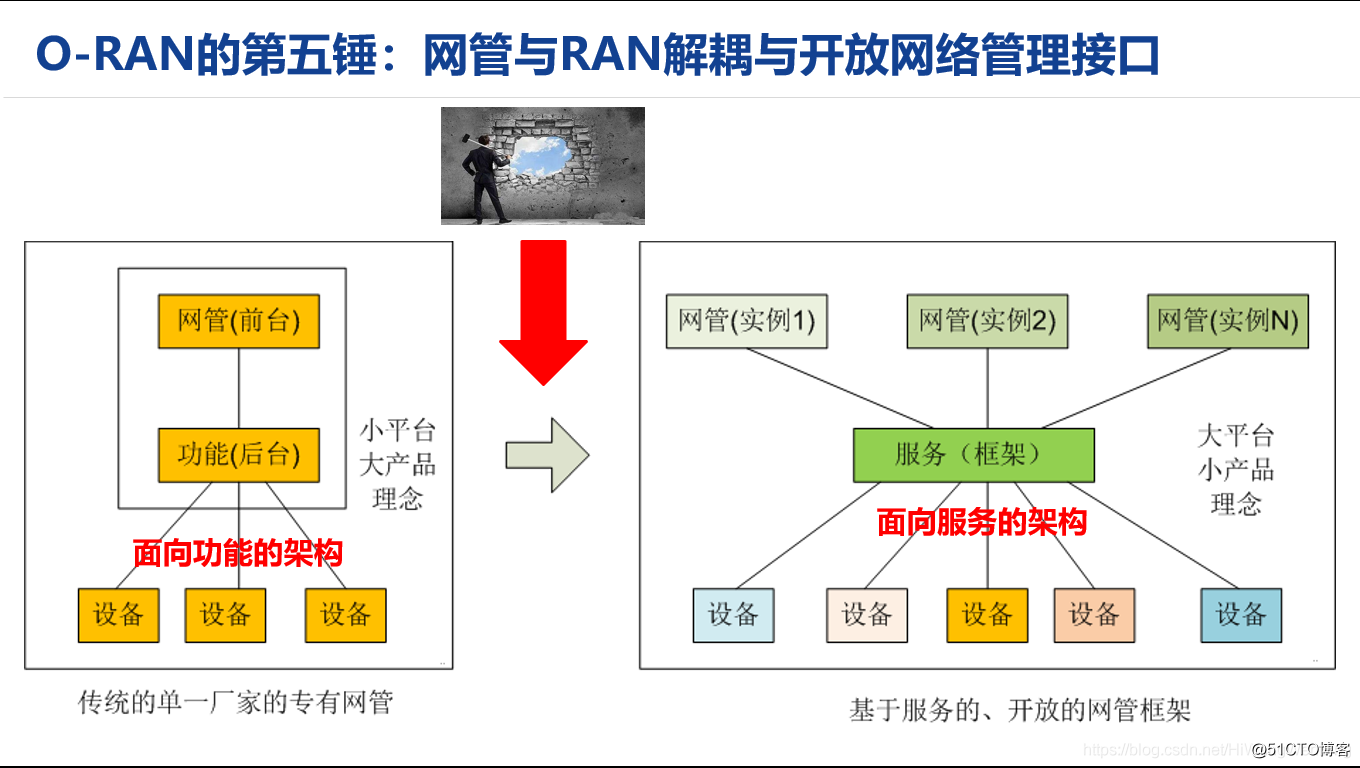 O-RAN的第五锤：网管与RAN解耦与开放网络管理接口
网管(前台)
功能(后台)
小平台
大产品
理念
面向功能的架构
设备
设备
设备
传统的单一厂家的专有网管
网管(实例1)
网管(实例2)
网管(实例N)
服务（框架）
大平台
小产品
理念
面向服务的架构
设备
设备
设备
设备
设备
基于服务的、开放的网管框架
https://blog.csdn.net/Hi
@51CTO博客